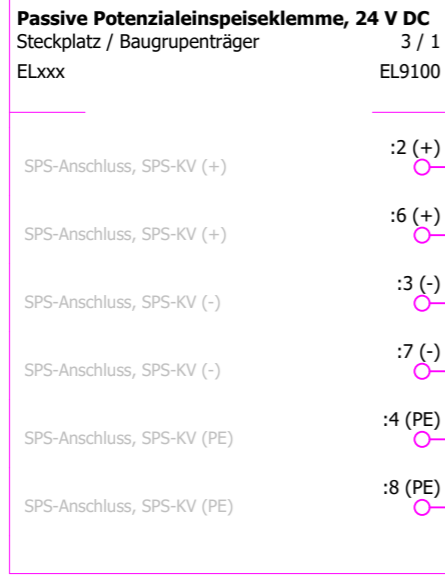 Passive Potenzialeinspeiseklemme, 24 V DC
Steckplatz / Baugrupenträger 3 / 1
ELxxx EL9100
:2 (+)
SPS-Anschluss, SPS-KV (+)
:6 (+)
SPS-Anschluss, SPS-KV (+)
:3 (-)
SPS-Anschluss, SPS-KV (-)
:7 (-)
SPS-Anschluss, SPS-KV (-)
:4 (PE)
SPS-Anschluss, SPS-KV (PE)
:8 (PE)
SPS-Anschluss, SPS-KV (PE)